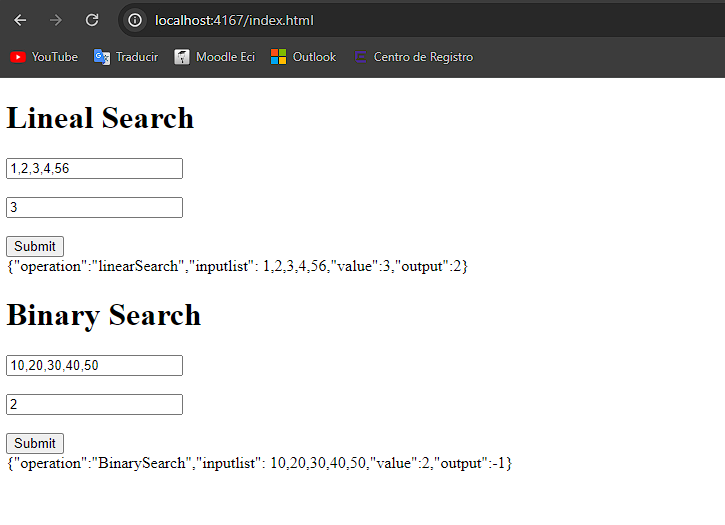 localhost:4167/index.html
YouTube Traducir Moodle Eci Outlook Centro de Registro
Lineal Search
1,2,3,4,56
3
Submit
{"operation":"linearSearch","inputlist": 1,2,3,4,56,"value":3,"output":2}
Binary Search
10,20,30,40,50
2
Submit
{"operation":"BinarySearch","inputlist": 10,20,30,40,50,"value":2,"output":-1}